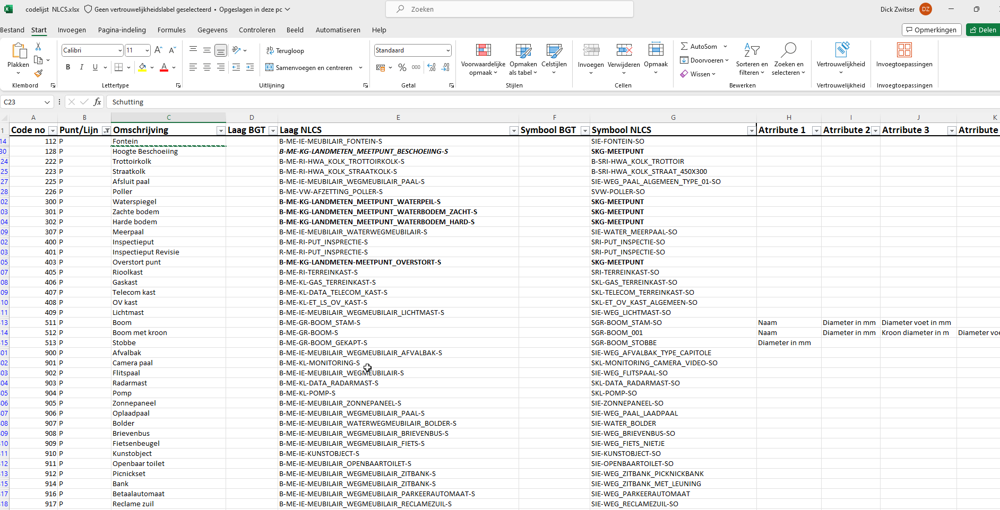 codelijst NLCS.xlsx Geen vertrouwelijkheidslabel geselecteerd • Opgeslagen in deze pc Zoeken Dick Zwitser DZ
Bestand Start Invoegen Pagina-indeling Formules Gegevens Controleren Beeld Automatiseren Help Opmerkingen Delen
Plakken Calibri 11 Terugloop Standaard Voorwaardelijke opmaak Opmaken als tabel Celstijlen Invoegen Verwijderen Opmaak AutoSom Sorteren en filteren Zoeken en selecteren Vertrouwelijkheid Invoegtoepassingen
B I U Samenvoegen en centreren % 000 Doorvoeren
Wissen
Klembord Lettertype Uitlijning Getal Stijlen Cellen Bewerken Vertrouwelijkheid Invoegtoepassingen
C23 fx Schutting
A B C D E F G H I J K
1 Code no Punt/Lijn Omschrijving Laag BGT Laag NLCS Symbool BGT Symbool NLCS Atrribute 1 Atrribute 2 Atrribute 3 Atrribute
14 112 P Fontein B-ME-IE-MEUBILAIR_FONTEIN-S SIE-FONTEIN-SO
30 128 P Hoogte Beschoeiing B-ME-KG-LANDMETEN_MEETPUNT_BESCHOEIING-S SKG-MEETPUNT
24 222 P Trottoirkolk B-ME-RI-HWA_KOLK_TROTTOIRKOLK-S B-SRI-HWA_KOLK_TROTTOIR
25 223 P Straatkolk B-ME-RI-HWA_KOLK_STRAATKOLK-S B-SRI-HWA_KOLK_STRAAT_450X300
27 225 P Afsluit paal B-ME-IE-MEUBILAIR_WEGMEUBILAIR_PAAL-S SIE-WEG_PAAL_ALGEMEEN_TYPE_01-SO
28 226 P Poller B-ME-VW-AFZETTING_POLLER-S SVW-POLLER-SO
02 300 P Waterspiegel B-ME-KG-LANDMETEN_MEETPUNT_WATERPEIL-S SKG-MEETPUNT
03 301 P Zachte bodem B-ME-KG-LANDMETEN_MEETPUNT_WATERBODEM_ZACHT-S SKG-MEETPUNT
04 302 P Harde bodem B-ME-KG-LANDMETEN_MEETPUNT_WATERBODEM_HARD-S SKG-MEETPUNT
09 307 P Meerpaal B-ME-IE-MEUBILAIR_WATERWEGMEUBILAIR-S SIE-WATER_MEERPAAL-SO
02 400 P Inspectieput B-ME-RI-PUT_INSPRECTIE-S SRI-PUT_INSPECTIE-SO
03 401 P Inspectieput Revisie R-ME-RI-PUT_INSPRECTIE-S SRI-PUT_INSPECTIE-SO
05 403 P Overstort punt B-ME-KG-LANDMETEN-MEETPUNT_OVERSTORT-S SKG-MEETPUNT
07 405 P Rioolkast B-ME-RI-TERREINKAST-S SRI-TERREINKAST-SO
08 406 P Gaskast B-ME-KL-GAS_TERREINKAST-S SKL-GAS_TERREINKAST-SO
09 407 P Telecom kast B-ME-KL-DATA_TELECOM_KAST-S SKL-TELECOM_TERREINKAST-SO
10 408 P OV kast B-ME-KL-ET_LS_OV_KAST-S SKL-ET_OV_KAST_ALGEMEEN-SO
11 409 P Lichtmast B-ME-IE-MEUBILAIR_WEGMEUBILAIR_LICHTMAST-S SIE-WEG_LICHTMAST-SO
13 511 P Boom B-ME-GR-BOOM_STAM-S SGR-BOOM_STAM-SO Naam Diameter in mm Diameter voet in mm
14 512 P Boom met kroon B-ME-GR-BOOM-S SGR-BOOM_001 Naam Diameter in mm Kroon diameter in m Diameter voe
15 513 P Stobbe B-ME-GR-BOOM_GEKAPT-S SGR-BOOM_STOBBE Diameter in mm
01 900 P Afvalbak B-ME-IE-MEUBILAIR_WEGMEUBILAIR_AFVALBAK-S SIE-WEG_AFVALBAK_TYPE_CAPITOLE
02 901 P Camera paal B-ME-KL-MONITORING-S SKL-MONITORING_CAMERA_VIDEO-SO
03 902 P Flitspaal B-ME-IE-MEUBILAIR_WEGMEUBILAIR-S SIE-WEG_FLITSPAAL-SO
04 903 P Radarmast B-ME-KL-DATA_RADARMAST-S SKL-DATA_RADARMAST-SO
05 904 P Pomp B-ME-KL-POMP-S SKL-POMP-SO
06 905 P Zonnepaneel B-ME-IE-MEUBILAIR_ZONNEPANEEL-S SIE-ZONNEPANEEL-SO
07 906 P Oplaadpaal B-ME-IE-MEUBILAIR_WEGMEUBILAIR_PAAL-S SIE-WEG_PAAL_LAADPAAL
08 907 P Bolder B-ME-IE-MEUBILAIR_WATERWEGMEUBILAIR_BOLDER-S SIE-WATER_BOLDER
09 908 P Brievenbus B-ME-IE-MEUBILAIR_WEGMEUBILAIR_BRIEVENBUS-S SIE-WEG_BRIEVENBUS-SO
10 909 P Fietsenbeugel B-ME-IE-MEUBILAIR_WEGMEUBILAIR_FIETS-S SIE-WEG_FIETS_NIETJE
11 910 P Kunstobject B-ME-IE-KUNSTOBJECT-S SIE-KUNSTOBJECT-SO
12 911 P Openbaar toilet B-ME-IE-MEUBILAIR_OPENBAARTOILET-S SIE-OPENBAARTOILET-SO
13 912 P Picnickset B-ME-IE-MEUBILAIR_WEGMEUBILAIR_ZITBANK-S SIE-WEG_ZITBANK_PICKNICKBANK
15 914 P Bank B-ME-IE-MEUBILAIR_WEGMEUBILAIR_ZITBANK-S SIE-WEG_ZITBANK_MET_LEUNING
17 916 P Betaalautomaat B-ME-IE-MEUBILAIR_WEGMEUBILAIR_PARKEERAUTOMAAT-S SIE-WEG_PARKEERAUTOMAAT
18 917 P Reclame zuil B-ME-IE-MEUBILAIR_WEGMEUBILAIR_RECLAMEZUIL-S SIE-WEG_RECLAMEZUIL-SO